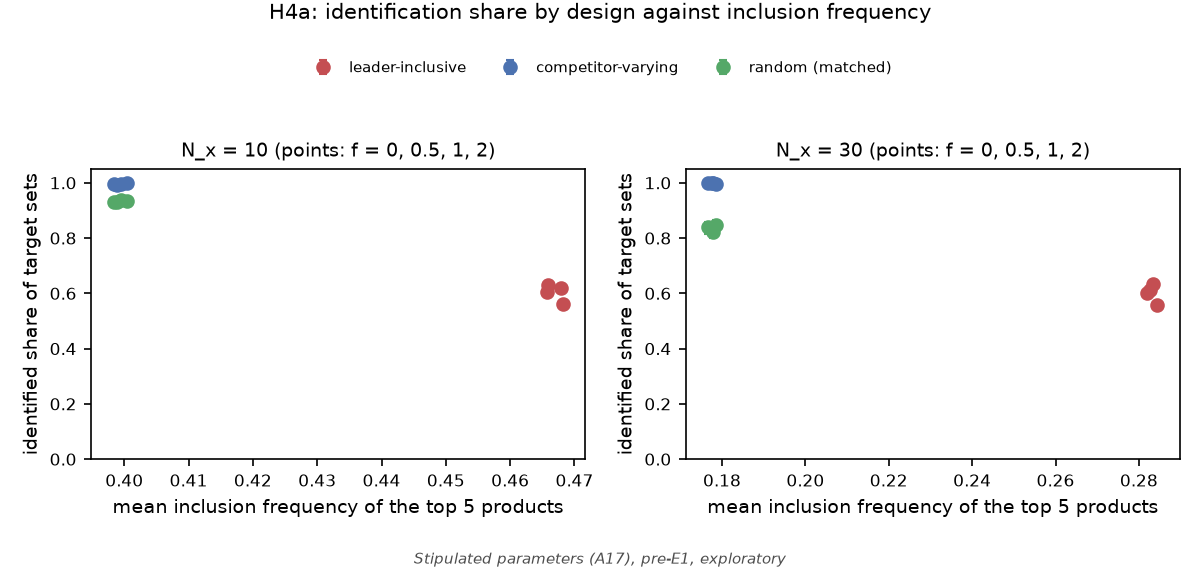 H4a: identification share by design against inclusion frequency
leader-inclusive competitor-varying random (matched)
N_x = 10 (points: f = 0, 0.5, 1, 2)
identified share of target sets
1.0
0.8
0.6
0.4
0.2
0.0
0.40 0.41 0.42 0.43 0.44 0.45 0.46 0.47
mean inclusion frequency of the top 5 products
N_x = 30 (points: f = 0, 0.5, 1, 2)
identified share of target sets
1.0
0.8
0.6
0.4
0.2
0.0
0.18 0.20 0.22 0.24 0.26 0.28
mean inclusion frequency of the top 5 products
Stipulated parameters (A17), pre-E1, exploratory